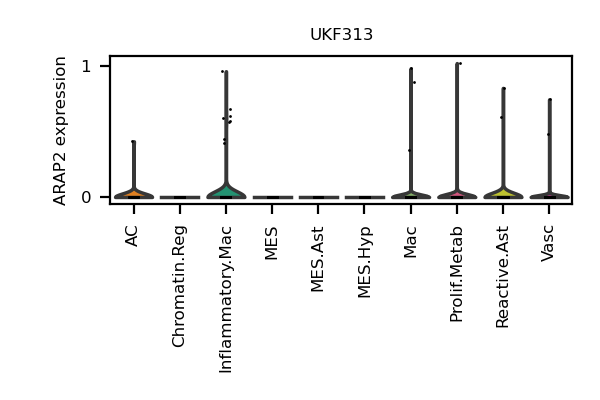 UKF313
ARAP2 expression
1
0
AC
Chromatin.Reg
Inflammatory.Mac
MES
MES.Ast
MES.Hyp
Mac
Prolif.Metab
Reactive.Ast
Vasc